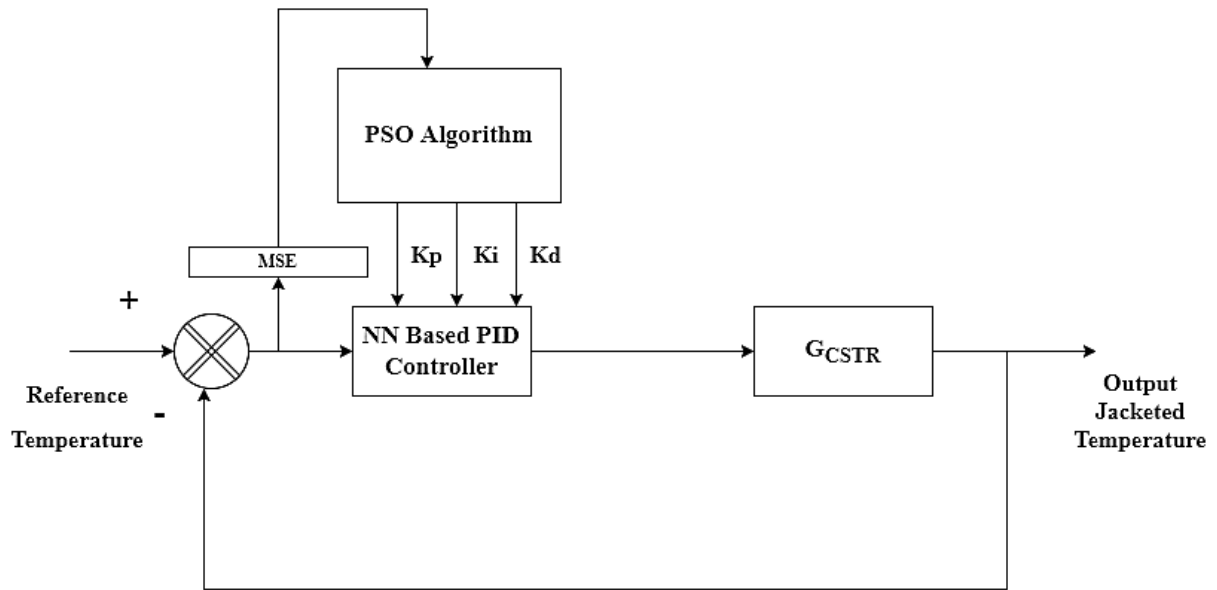 PSO Algorithm
Kp
Ki
Kd
MSE
+
NN Based PID
Controller
GCSTR
Reference
Temperature
-
Output
Jacketed
Temperature